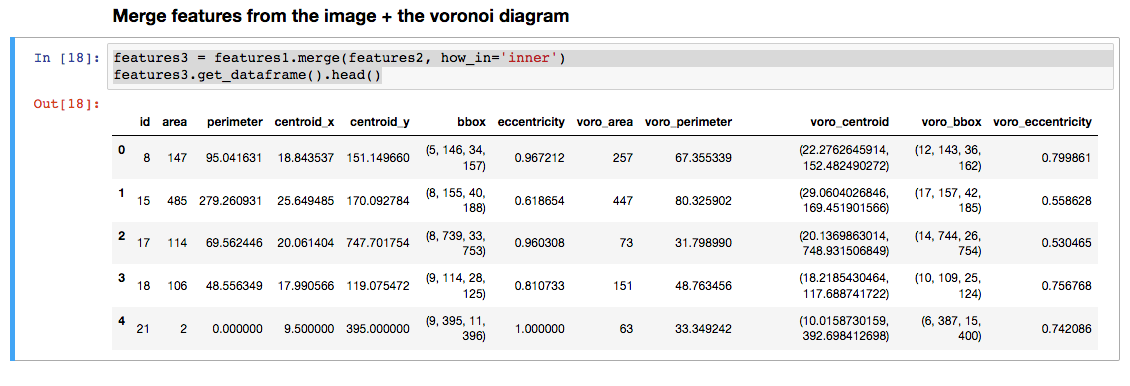 Merge features from the image + the voronoi diagram
In [18]: features3 = features1.merge(features2, how_in='inner')
features3.get_dataframe().head()
Out[18]:
id area perimeter centroid_x centroid_y bbox eccentricity voro_area voro_perimeter voro_centroid voro_bbox voro_eccentricity
0 8 147 95.041631 18.843537 151.149660 (5, 146, 34, 157) 0.967212 257 67.355339 (22.2762645914, 152.482490272) (12, 143, 36, 162) 0.799861
1 15 485 279.260931 25.649485 170.092784 (8, 155, 40, 188) 0.618654 447 80.325902 (29.0604026846, 169.451901566) (17, 157, 42, 185) 0.558628
2 17 114 69.562446 20.061404 747.701754 (8, 739, 33, 753) 0.960308 73 31.798990 (20.1369863014, 748.931506849) (14, 744, 26, 754) 0.530465
3 18 106 48.556349 17.990566 119.075472 (9, 114, 28, 125) 0.810733 151 48.763456 (18.2185430464, 117.688741722) (10, 109, 25, 124) 0.756768
4 21 2 0.000000 9.500000 395.000000 (9, 395, 11, 396) 1.000000 63 33.349242 (10.0158730159, 392.698412698) (6, 387, 15, 400) 0.742086